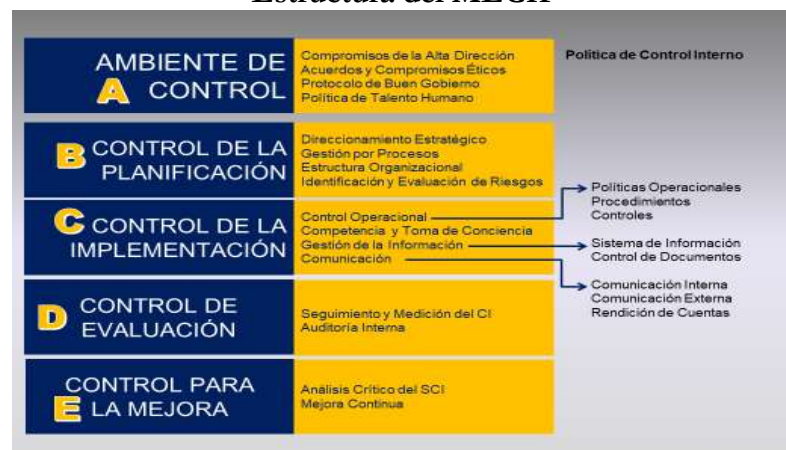 Estructura del MECIP
AMBIENTE DE
A CONTROL
Compromisos de la Alta Dirección
Acuerdos y Compromisos Éticos
Protocolo de Buen Gobierno
Política de Talento Humano
Política de Control Interno
B CONTROL DE LA
PLANIFICACIÓN
Direccionamiento Estratégico
Gestión por Procesos
Estructura Organizacional
Identificación y Evaluación de Riesgos
C CONTROL DE LA
IMPLEMENTACIÓN
Control Operacional
Competencia y Toma de Conciencia
Gestión de la Información
Comunicación
Políticas Operacionales
Procedimientos
Controles
Sistema de Información
Control de Documentos
Comunicación Interna
Comunicación Externa
Rendición de Cuentas
D CONTROL DE
EVALUACIÓN
Seguimiento y Medición del CI
Auditoría Interna
CONTROL PARA
E LA MEJORA
Análisis Crítico del SCI
Mejora Continua